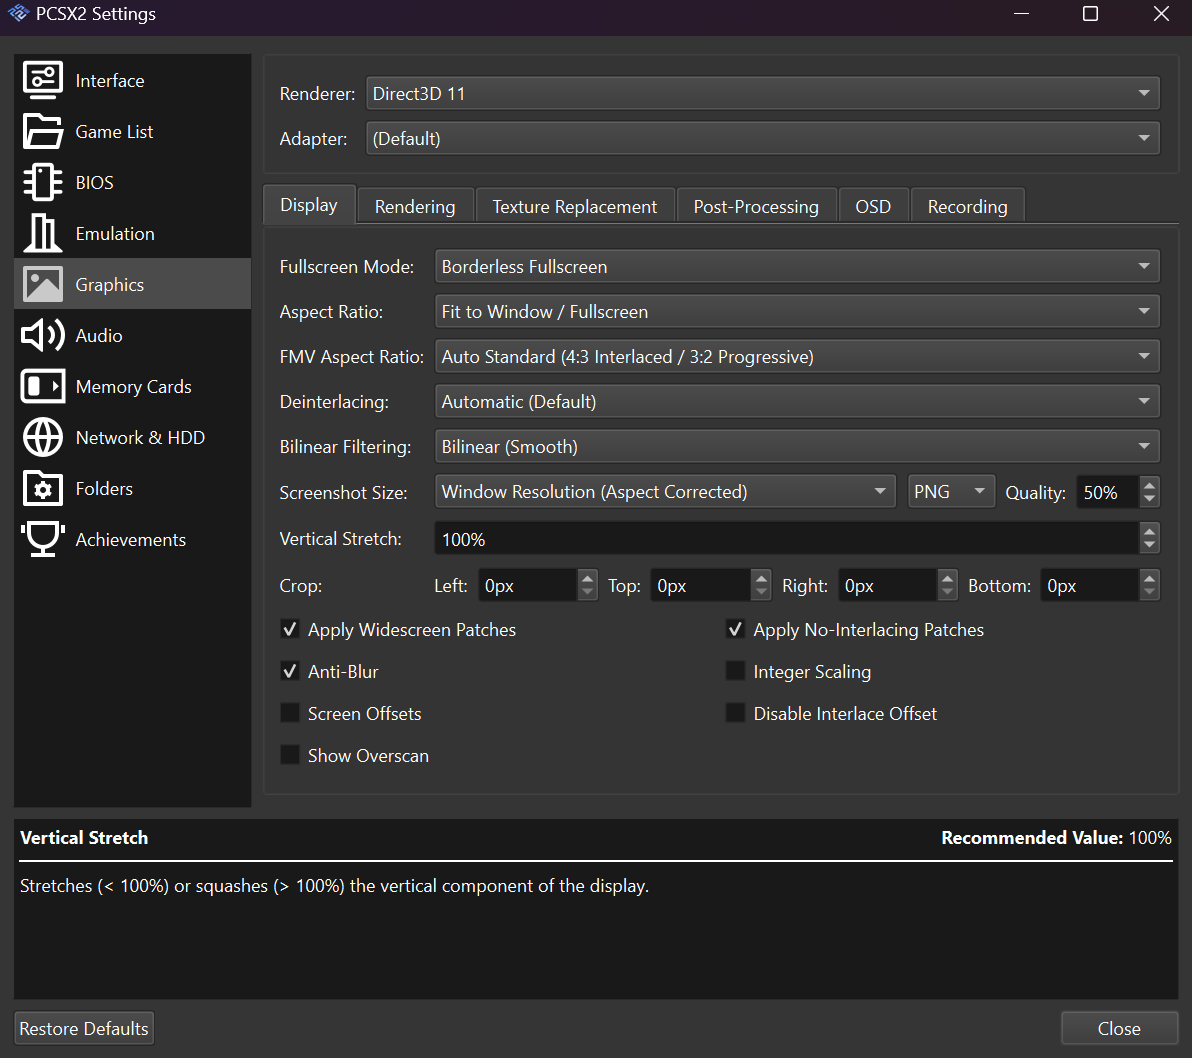 PCSX2 Settings
Interface
Game List
BIOS
Emulation
Graphics
Audio
Memory Cards
Network & HDD
Folders
Achievements
Renderer: Direct3D 11
Adapter: (Default)
Display Rendering Texture Replacement Post-Processing OSD Recording
Fullscreen Mode: Borderless Fullscreen
Aspect Ratio: Fit to Window / Fullscreen
FMV Aspect Ratio: Auto Standard (4:3 Interlaced / 3:2 Progressive)
Deinterlacing: Automatic (Default)
Bilinear Filtering: Bilinear (Smooth)
Screenshot Size: Window Resolution (Aspect Corrected) PNG Quality: 50%
Vertical Stretch: 100%
Crop: Left: 0px Top: 0px Right: 0px Bottom: 0px
Apply Widescreen Patches Apply No-Interlacing Patches
Anti-Blur Integer Scaling
Screen Offsets Disable Interlace Offset
Show Overscan
Vertical Stretch Recommended Value: 100%
Stretches (< 100%) or squashes (> 100%) the vertical component of the display.
Restore Defaults Close